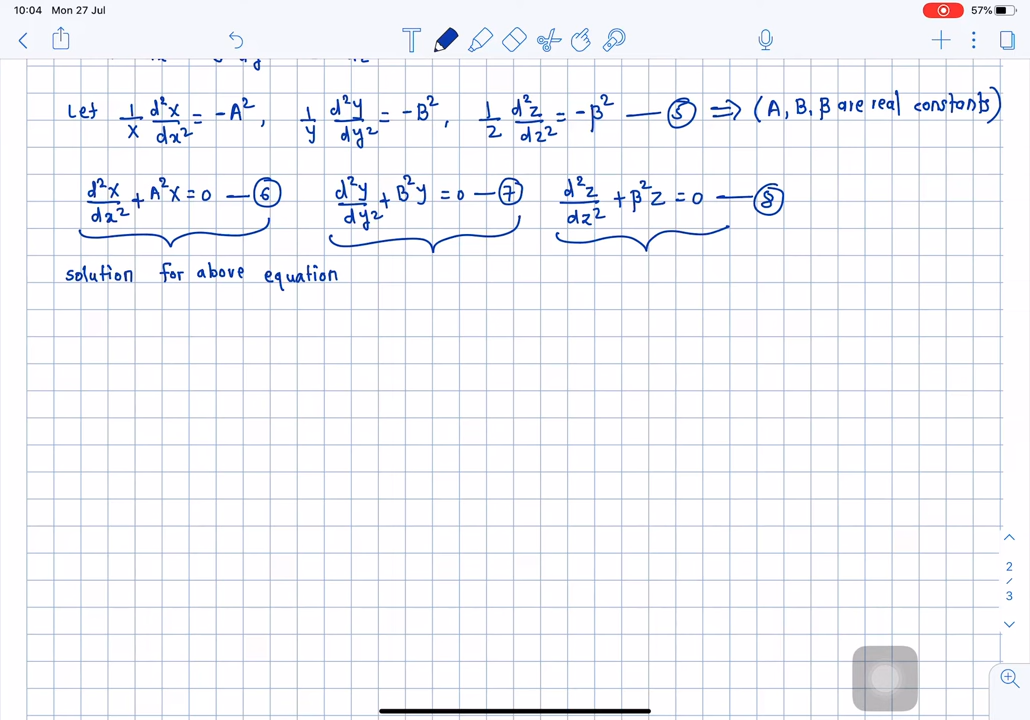 10:04 Mon 27 Jul 57%
Let 1/X d²X/dx² = -A², 1/Y d²Y/dy² = -B², 1/Z d²Z/dz² = -β² — ⑤ ⇒ (A, B, β are real constants)
d²X/dx² + A²X = 0 — ⑥ d²Y/dy² + B²Y = 0 — ⑦ d²Z/dz² + β²Z = 0 — ⑧
solution for above equation
2
/
3